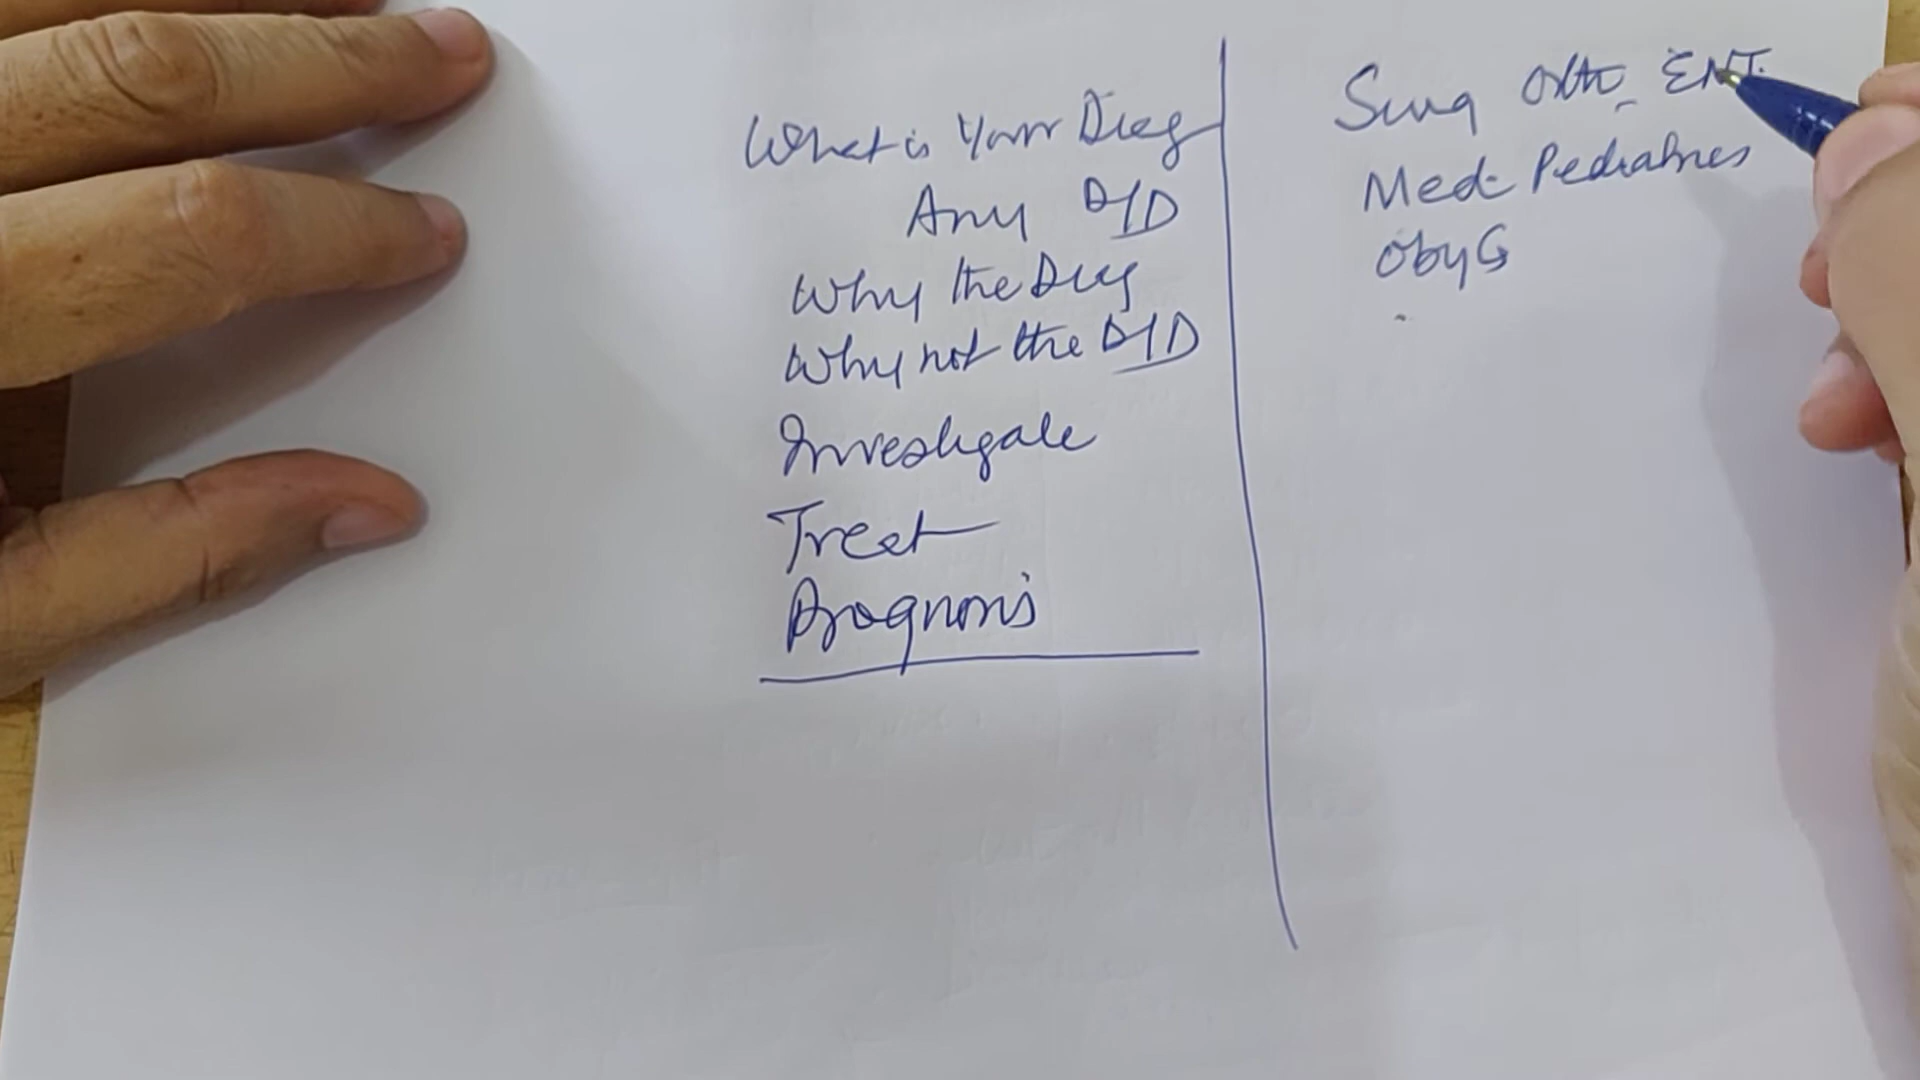 What is Your Diag
Any D/D
Why the Diag
Why not the D/D
Investigate
Treat
Prognosis
Surg Orth ENT.
Med Pediatrics
ObyG